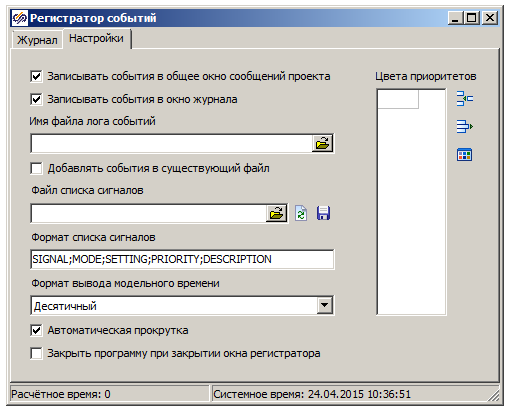 Регистратор событий
Журнал
Настройки
Записывать события в общее окно сообщений проекта
Цвета приоритетов
Записывать события в окно журнала
Имя файла лога событий
Добавлять события в существующий файл
Файл списка сигналов
Формат списка сигналов
SIGNAL;MODE;SETTING;PRIORITY;DESCRIPTION
Формат вывода модельного времени
Десятичный
Автоматическая прокрутка
Закрыть программу при закрытии окна регистратора
Расчётное время: 0
Системное время: 24.04.2015 10:36:51